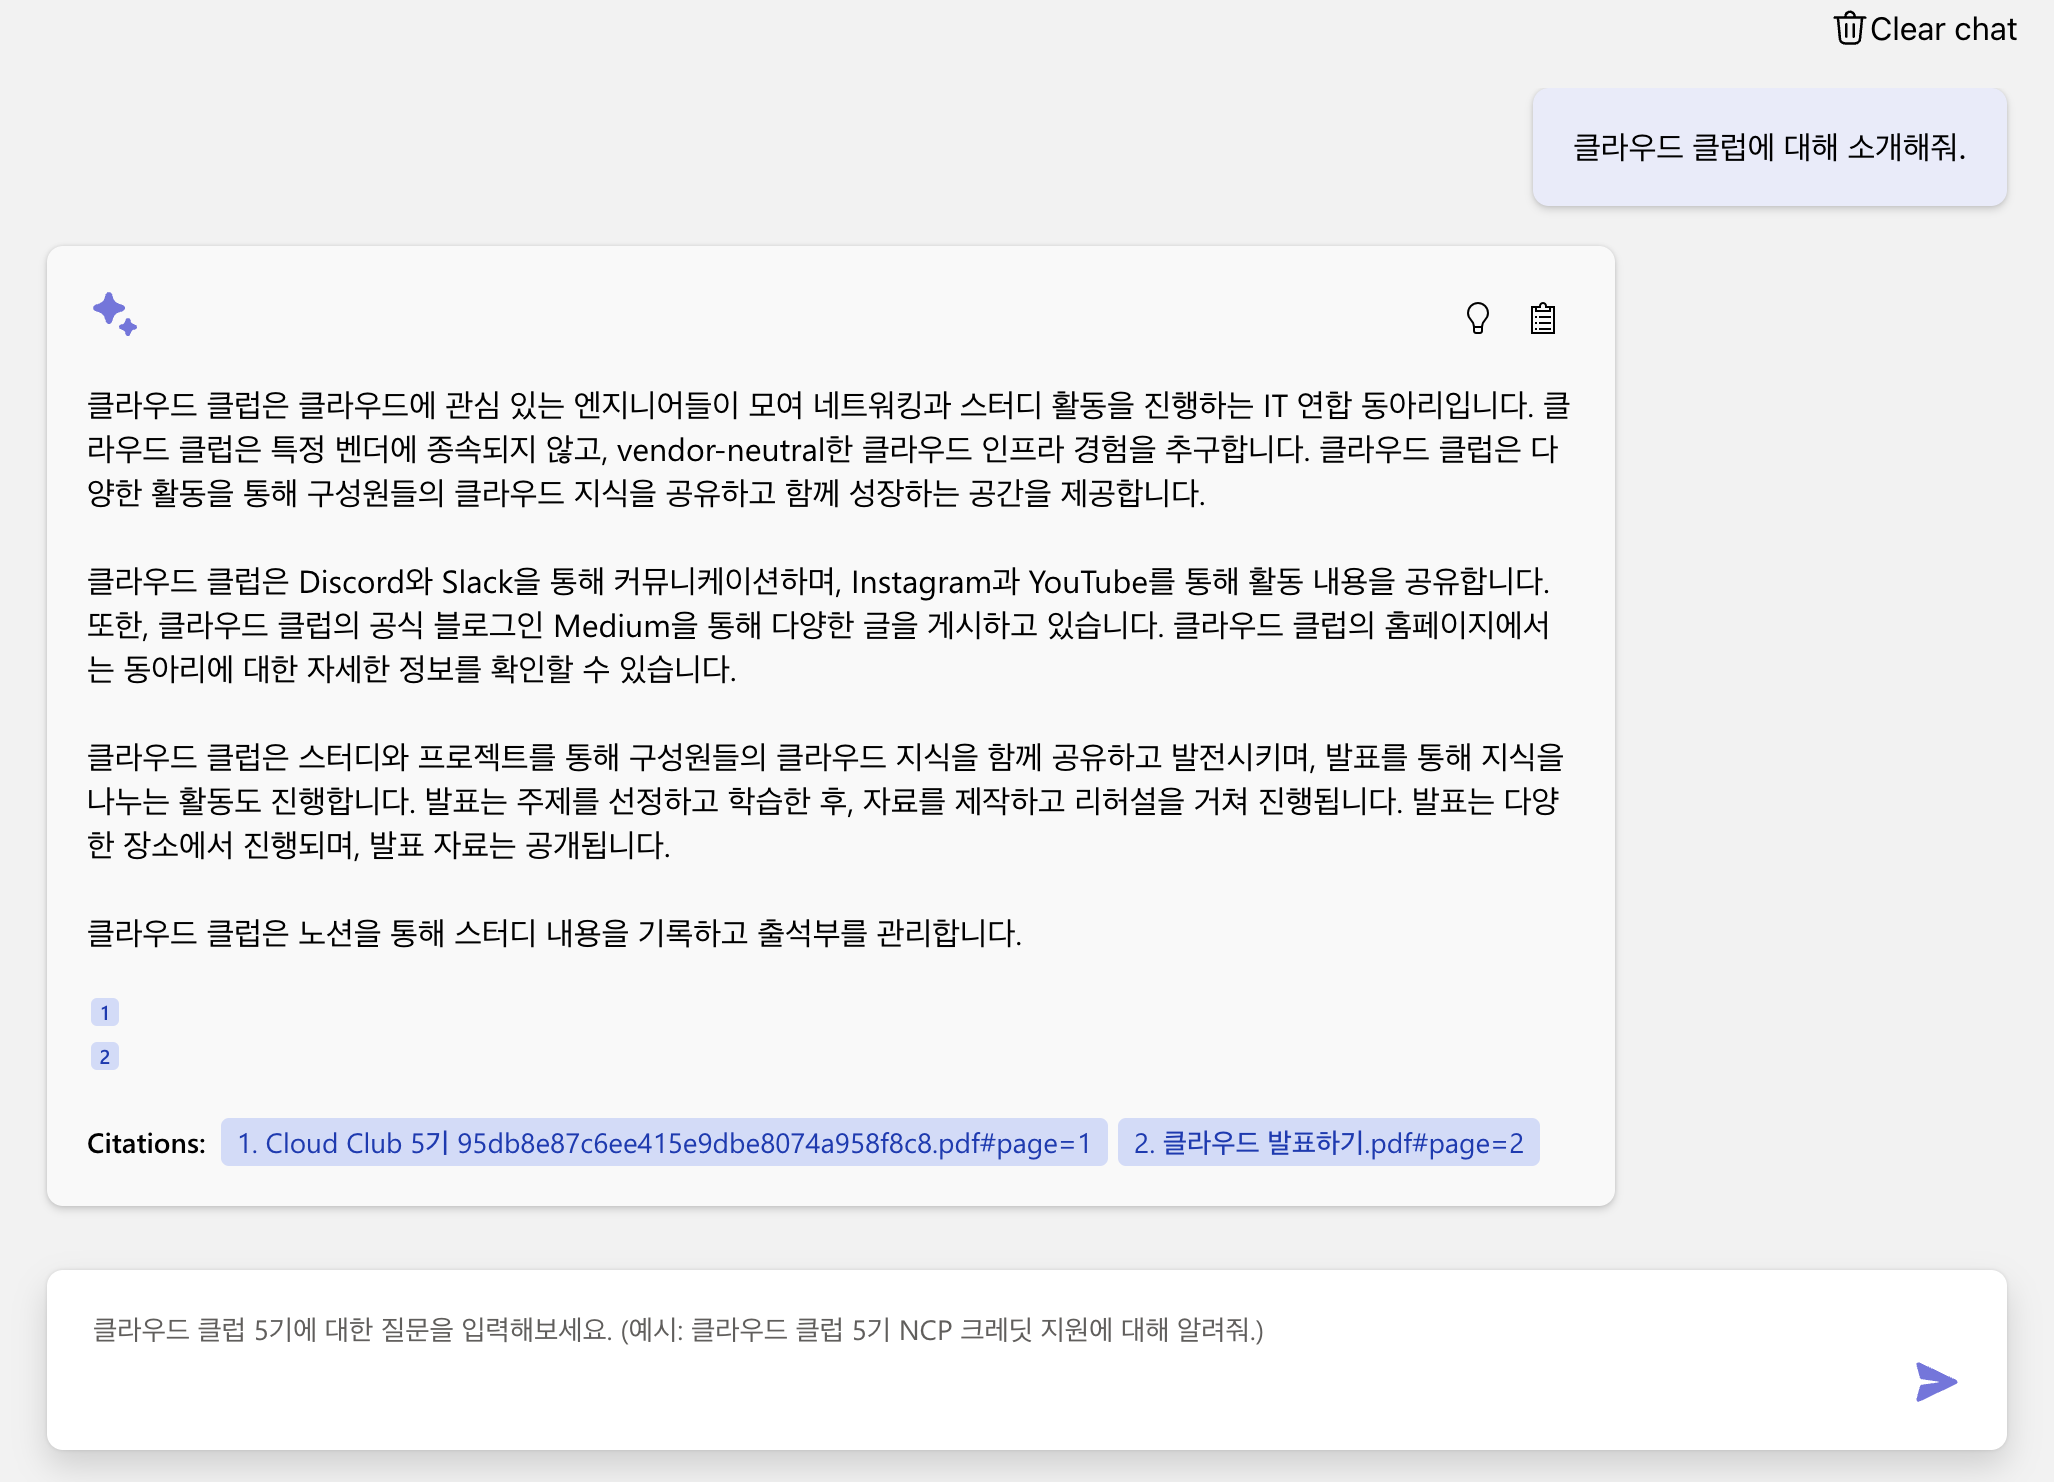 Clear chat
클라우드 클럽에 대해 소개해줘.
클라우드 클럽은 클라우드에 관심 있는 엔지니어들이 모여 네트워킹과 스터디 활동을 진행하는 IT 연합 동아리입니다. 클
라우드 클럽은 특정 벤더에 종속되지 않고, vendor-neutral한 클라우드 인프라 경험을 추구합니다. 클라우드 클럽은 다
양한 활동을 통해 구성원들의 클라우드 지식을 공유하고 함께 성장하는 공간을 제공합니다.
클라우드 클럽은 Discord와 Slack을 통해 커뮤니케이션하며, Instagram과 YouTube를 통해 활동 내용을 공유합니다.
또한, 클라우드 클럽의 공식 블로그인 Medium을 통해 다양한 글을 게시하고 있습니다. 클라우드 클럽의 홈페이지에서
는 동아리에 대한 자세한 정보를 확인할 수 있습니다.
클라우드 클럽은 스터디와 프로젝트를 통해 구성원들의 클라우드 지식을 함께 공유하고 발전시키며, 발표를 통해 지식을
나누는 활동도 진행합니다. 발표는 주제를 선정하고 학습한 후, 자료를 제작하고 리허설을 거쳐 진행됩니다. 발표는 다양
한 장소에서 진행되며, 발표 자료는 공개됩니다.
클라우드 클럽은 노션을 통해 스터디 내용을 기록하고 출석부를 관리합니다.
1
2
Citations: 1. Cloud Club 5기 95db8e87c6ee415e9dbe8074a958f8c8.pdf#page=1 2. 클라우드 발표하기.pdf#page=2
클라우드 클럽 5기에 대한 질문을 입력해보세요. (예시: 클라우드 클럽 5기 NCP 크레딧 지원에 대해 알려줘.)